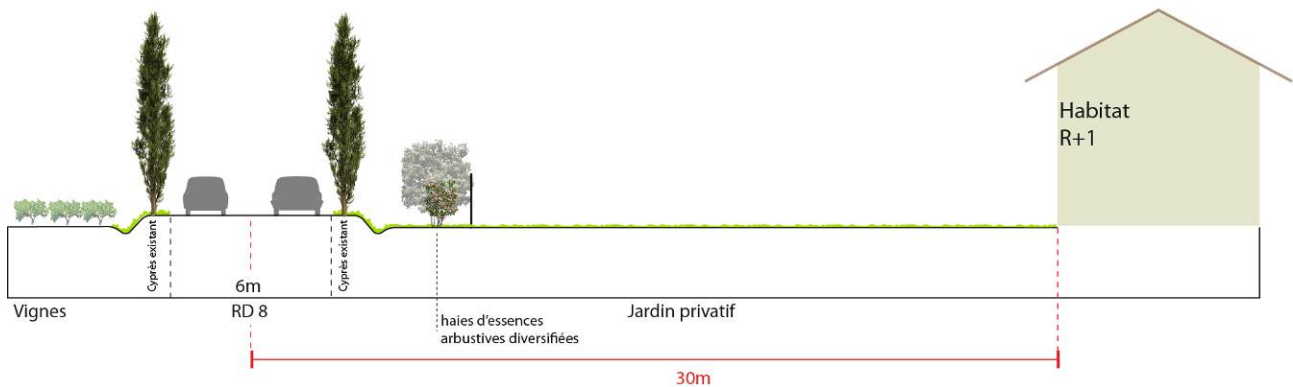 Habitat
R+1
Cyprès existant
Cyprès existant
6m
Vignes
RD 8
Jardin privatif
haies d'essences
arbustives diversifiées
30m